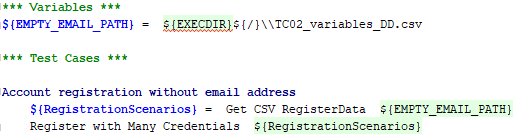 *** Variables ***
${EMPTY_EMAIL_PATH} =  ${EXECDIR}${/}\\TC02_variables_DD.csv
*** Test Cases ***
Account registration without email address
${RegistrationScenarios} =  Get CSV RegisterData  ${EMPTY_EMAIL_PATH}
Register with Many Credentials  ${RegistrationScenarios}